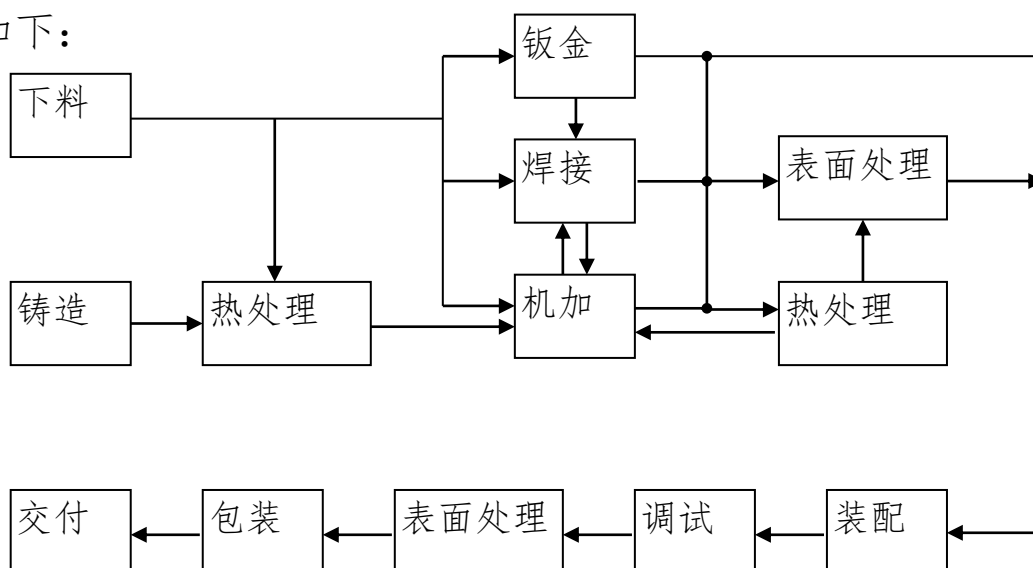 如下：
钣金
下料
焊接
表面处理
铸造
热处理
机加
热处理
交付
包装
表面处理
调试
装配